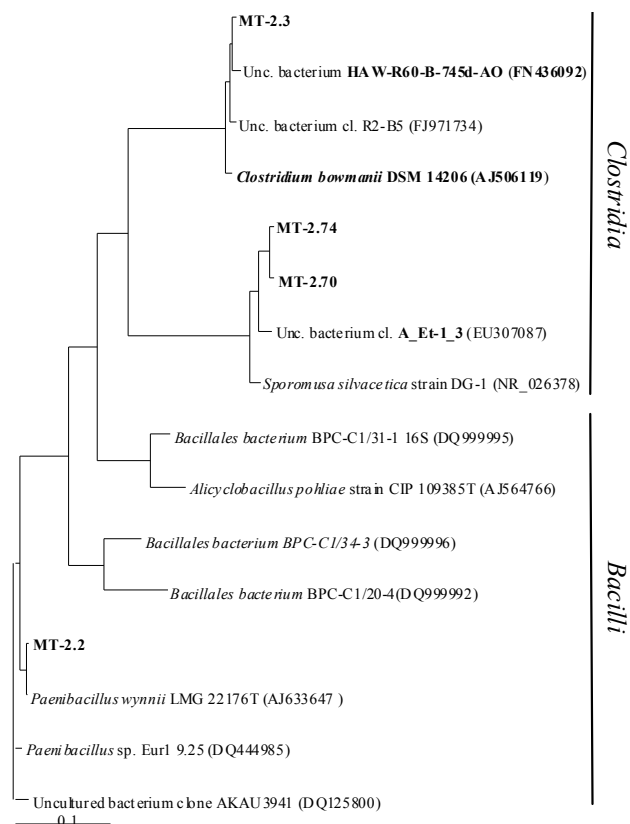 MT-2.3
Unc. bacterium HAW-R60-B-745d-AO (FN436092)
Unc. bacterium cl. R2-B5 (FJ971734)
Clostridium bowmanii DSM 14206 (AJ506119)
MT-2.74
MT-2.70
Unc. bacterium cl. A_Et-1_3 (EU307087)
Sporomusa silvacetica strain DG-1 (NR_026378)
Clostridia
Bacillales bacterium BPC-C1/31-1 16S (DQ999995)
Alicyclobacillus pohliae strain CIP 109385T (AJ564766)
Bacillales bacterium BPC-C1/34-3 (DQ999996)
Bacillales bacterium BPC-C1/20-4(DQ999992)
MT-2.2
Paenibacillus wynnii LMG 22176T (AJ633647 )
Paenibacillus sp. Eur1 9.25 (DQ444985)
Uncultured bacterium clone AKAU3941 (DQ125800)
Bacilli
0.1